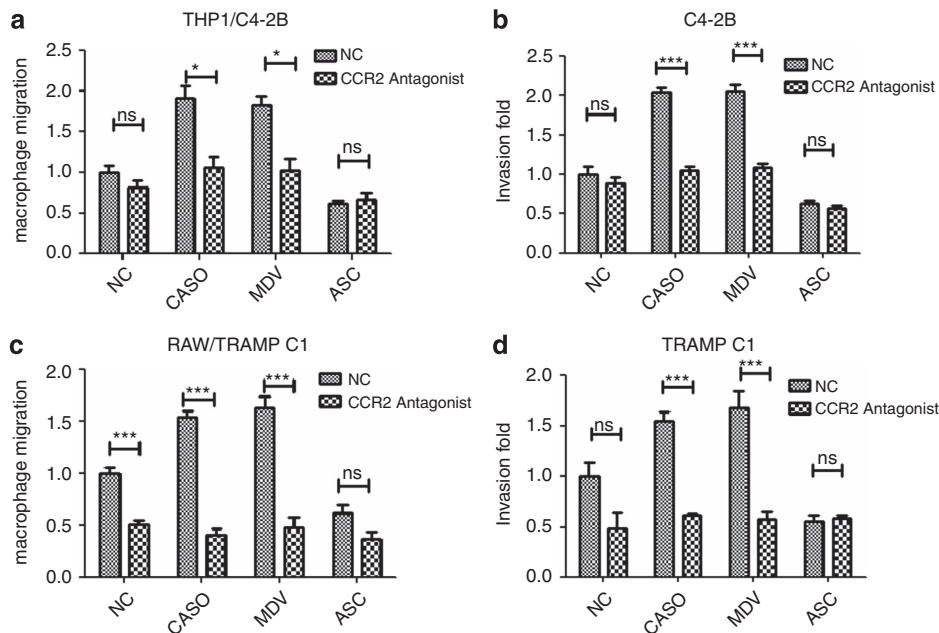 a
THP1/C4-2B
macrophage migration
2.5
2.0
1.5
1.0
0.5
0.0
NC
CCR2 Antagonist
ns
*
*
ns
NC
CASO
MDV
ASC
b
C4-2B
Invasion fold
2.5
2.0
1.5
1.0
0.5
0.0
NC
CCR2 Antagonist
ns
***
***
ns
NC
CASO
MDV
ASC
c
RAW/TRAMP C1
macrophage migration
2.0
1.5
1.0
0.5
0.0
NC
CCR2 Antagonist
***
***
***
ns
NC
CASO
MDV
ASC
d
TRAMP C1
Invasion fold
2.0
1.5
1.0
0.5
0.0
NC
CCR2 Antagonist
ns
***
***
ns
NC
CASO
MDV
ASC